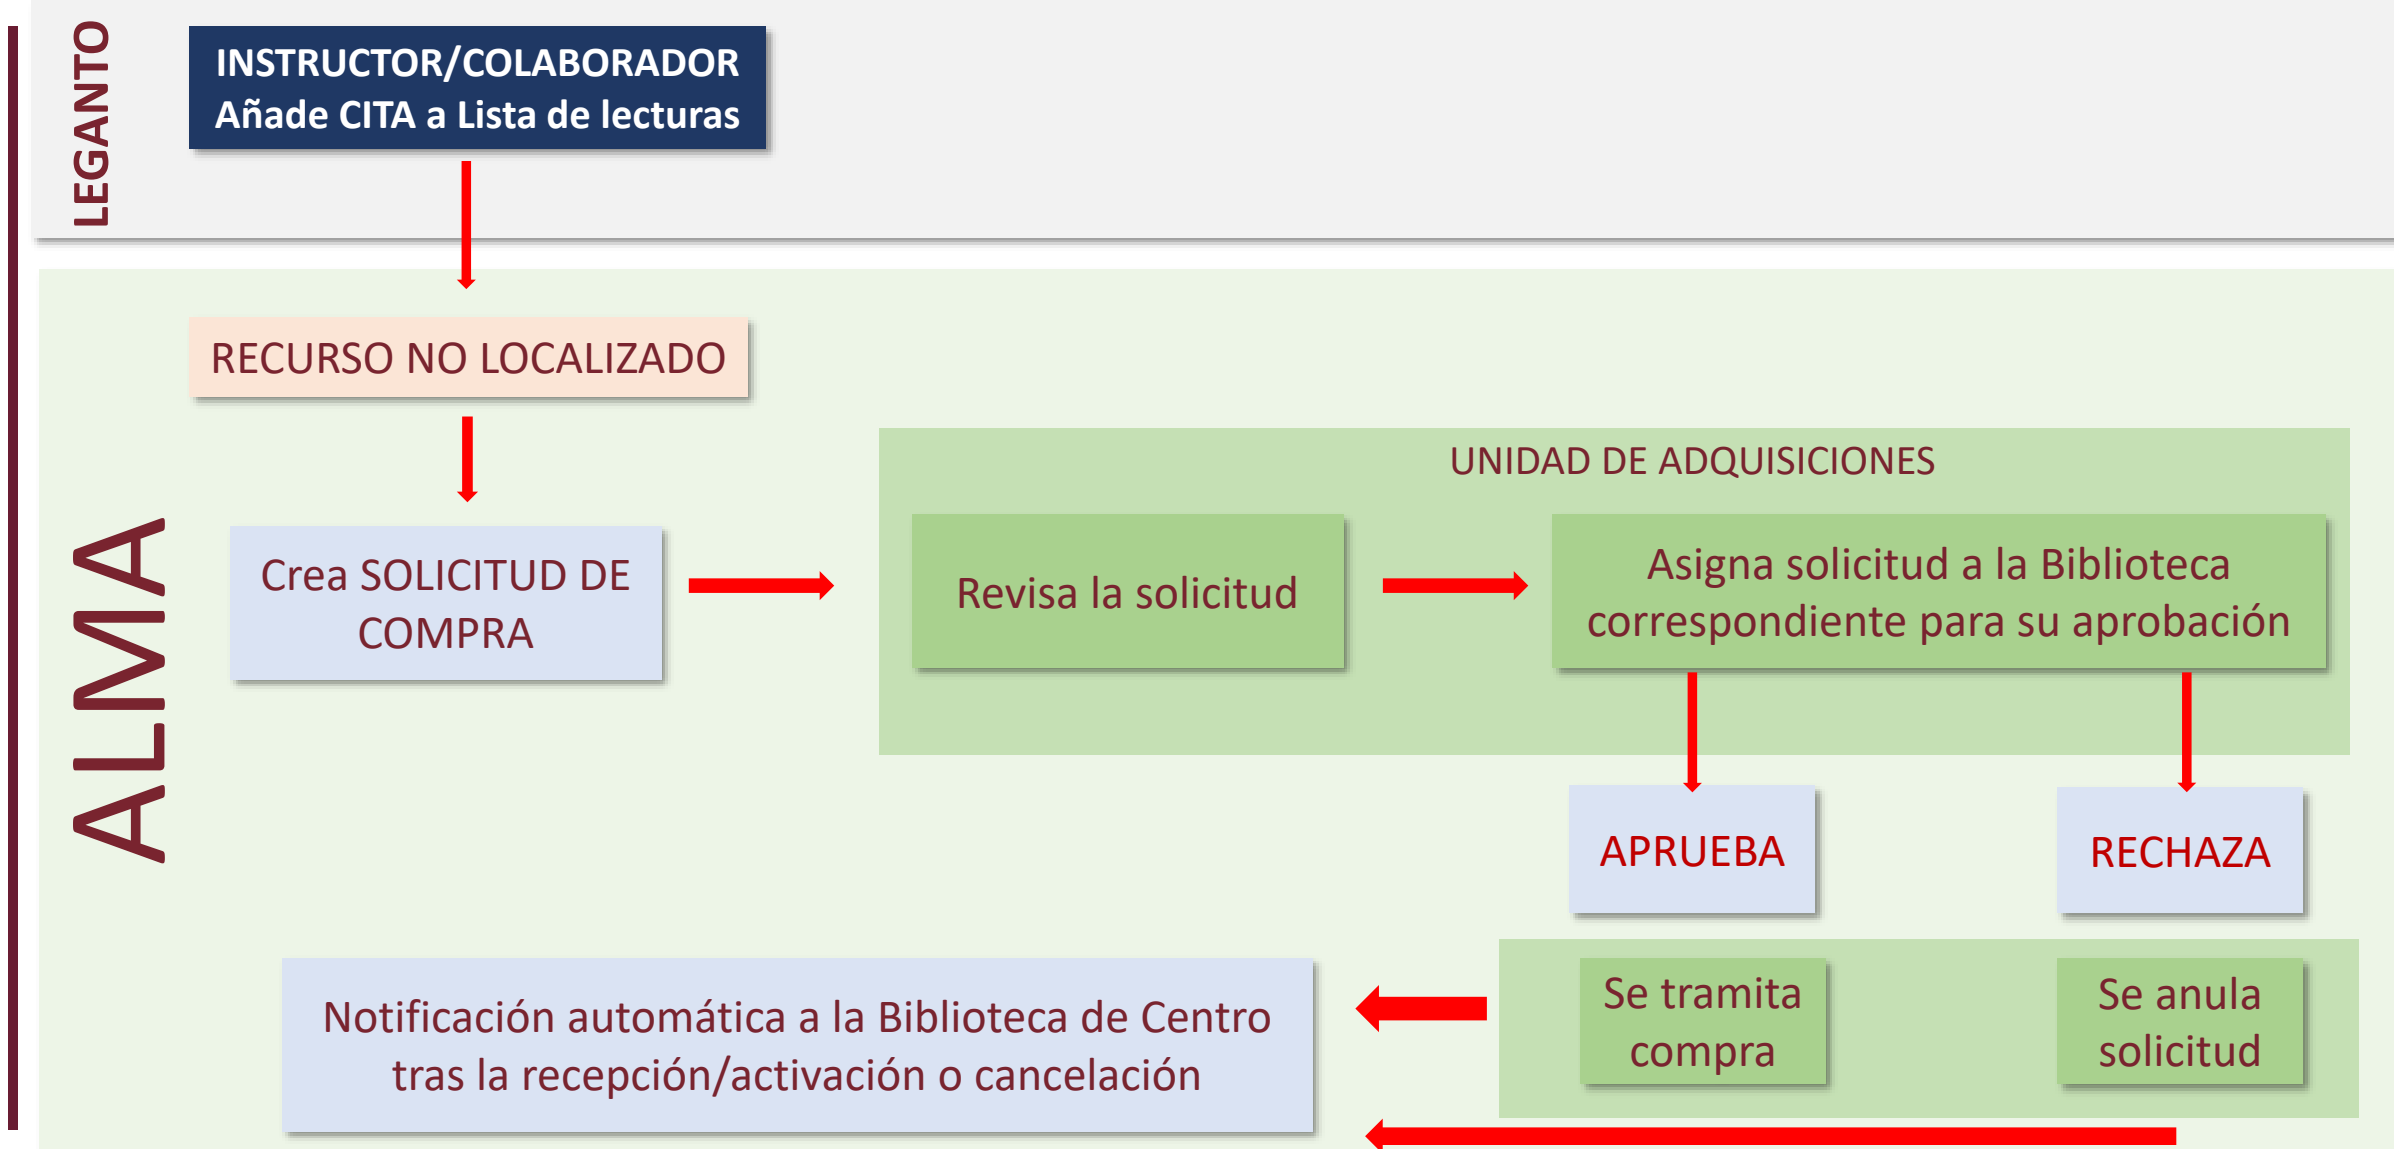 LEGANTO
INSTRUCTOR/COLABORADOR
Añade CITA a Lista de lecturas
ALMA
RECURSO NO LOCALIZADO
Crea SOLICITUD DE
COMPRA
UNIDAD DE ADQUISICIONES
Revisa la solicitud
Asigna solicitud a la Biblioteca
correspondiente para su aprobación
APRUEBA
RECHAZA
Se tramita
compra
Se anula
solicitud
Notificación automática a la Biblioteca de Centro
tras la recepción/activación o cancelación